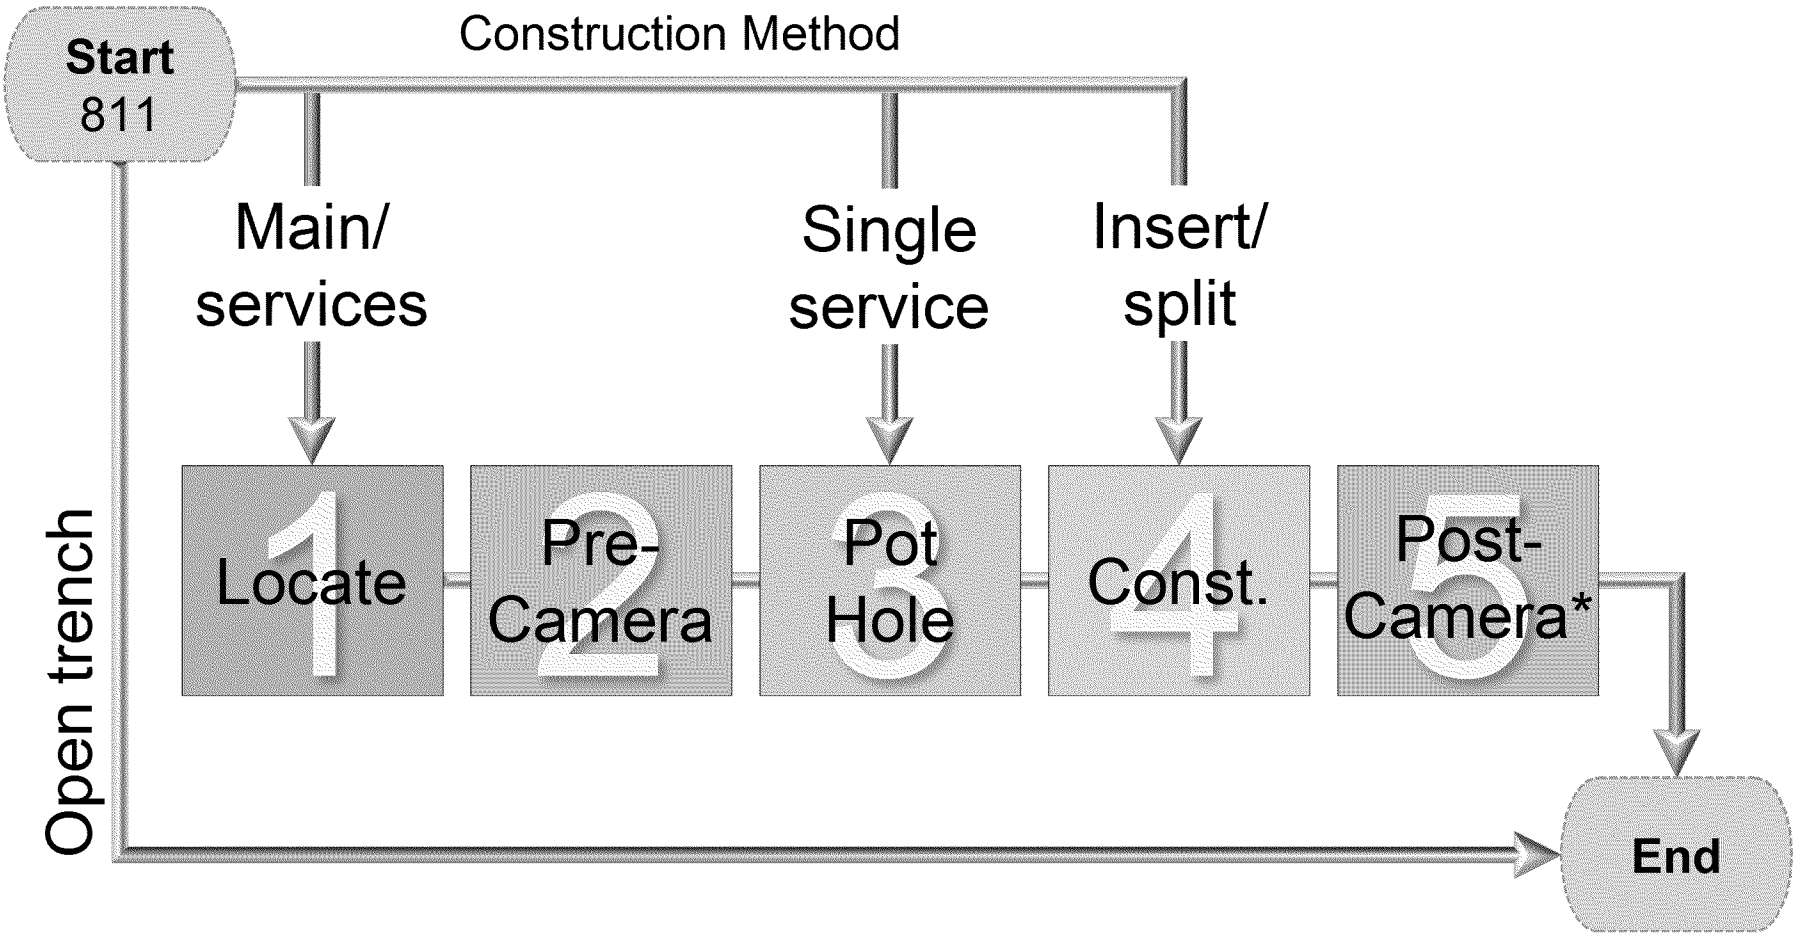 Start
811
Construction Method
Main/
services
Single
service
Insert/
split
Open trench
1
Locate
2
Pre-
Camera
3
Pot
Hole
4
Const.
5
Post-
Camera*
End